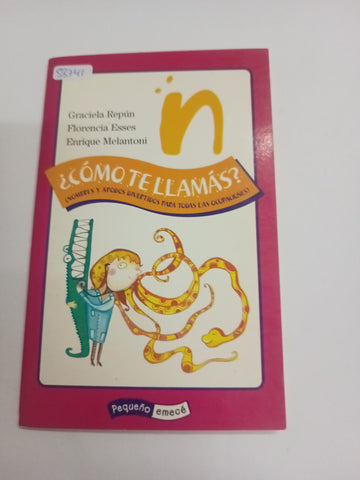 Graciela Repún
Florencia Esses
Enrique Melantoni
n
¿CÓMO TE LLAMÁS?
(NOMBRES Y APODOS DIVERTIDOS PARA TODAS LAS OCUPACIONES)
Pequeño emecé